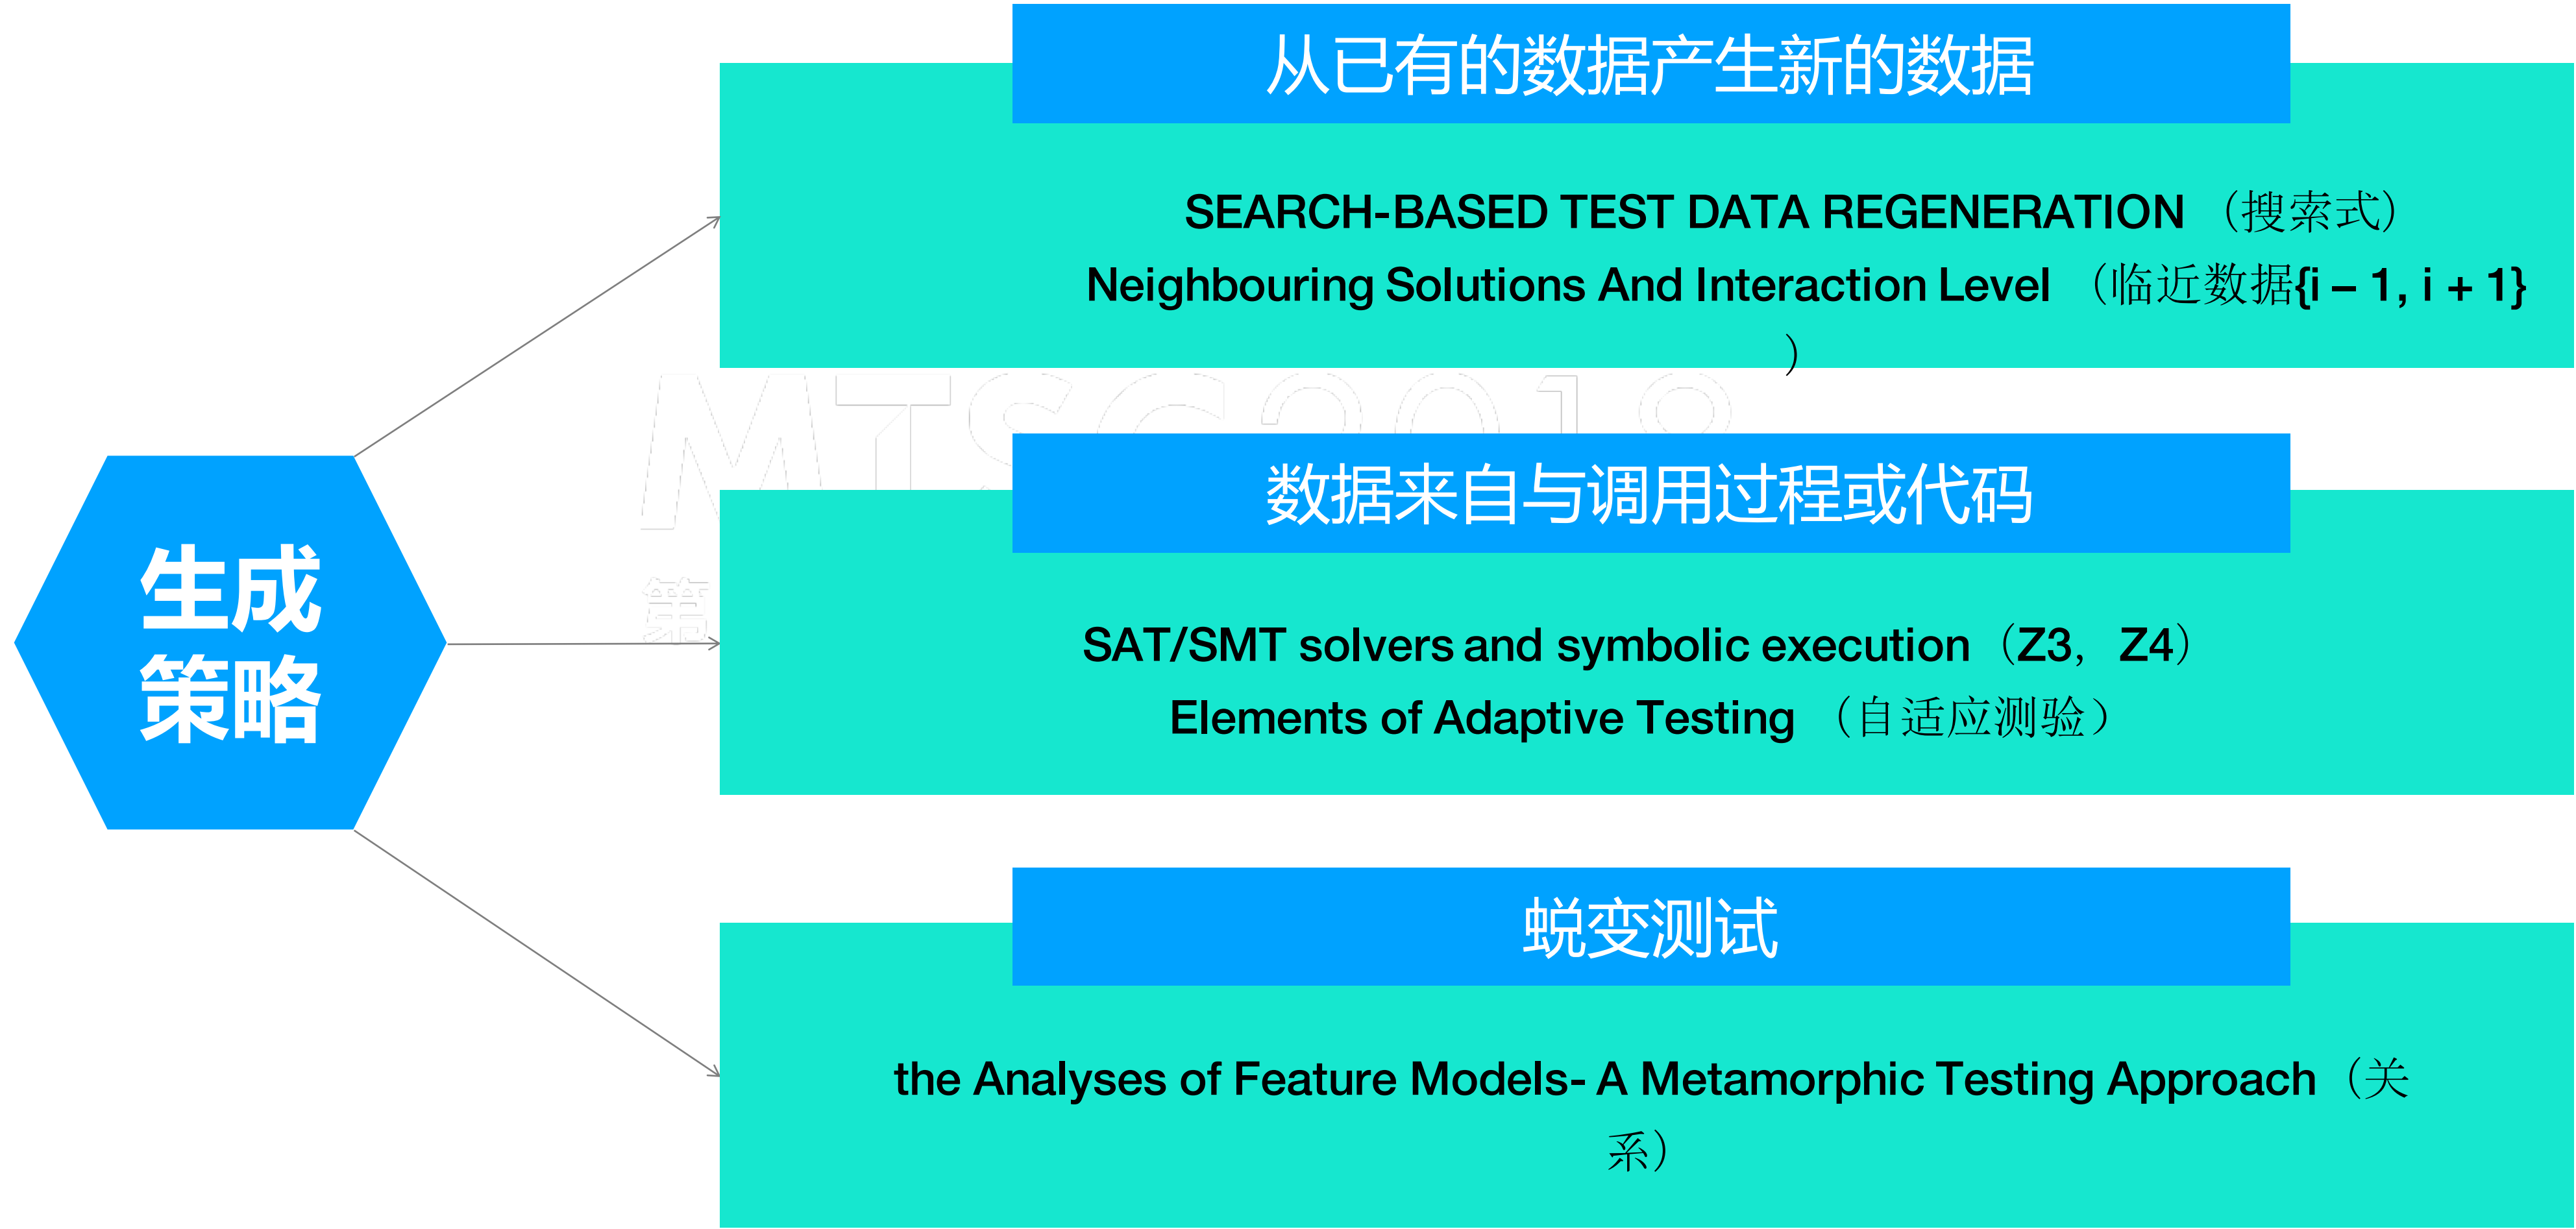 从已有的数据产生新的数据
SEARCH-BASED TEST DATA REGENERATION （搜索式）
Neighbouring Solutions And Interaction Level （临近数据{i – 1, i + 1}
）
MTSC2018
数据来自与调用过程或代码
第
生成
策略
SAT/SMT solvers and symbolic execution（Z3，Z4）
Elements of Adaptive Testing （自适应测验）
蜕变测试
the Analyses of Feature Models- A Metamorphic Testing Approach（关
系）